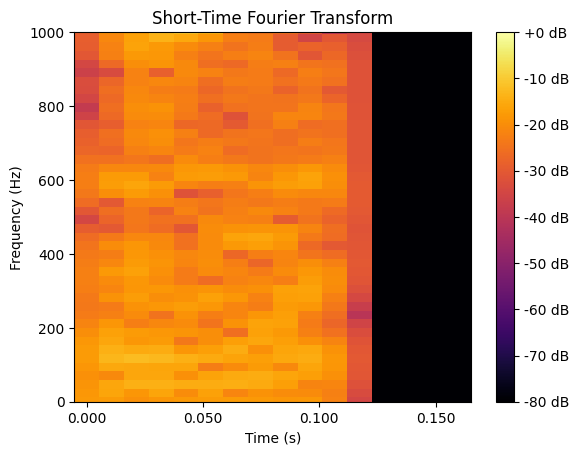 Short-Time Fourier Transform
1000
800
600
400
200
0
Frequency (Hz)
0.000
0.050
0.100
0.150
Time (s)
+0 dB
-10 dB
-20 dB
-30 dB
-40 dB
-50 dB
-60 dB
-70 dB
-80 dB